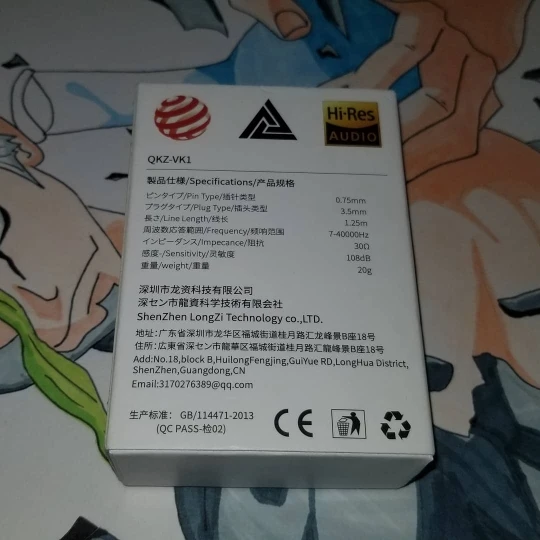 Hi-Res
AUDIO
QKZ-VK1
製品仕様/Specifications/产品规格
ピンタイプ/Pin Type/插针类型 0.75mm
プラグタイプ/Plug Type/插头类型 3.5mm
長さ/Line Length/线长 1.25m
周波数応答範囲/Frequency/频响范围 7-40000Hz
インピーダンス/Impecance/阻抗 30Ω
感度·/Sensitivity/灵敏度 108dB
重量/weight/重量 20g
深圳市龙资科技有限公司
深セン市龍資科学技術有限会社
ShenZhen LongZi Technology co.,LTD.
地址:广东省深圳市龙华区福城街道桂月路汇龙峰景B座18号
住所:広東省深セン市龍華区福城街道桂月路匯龍峰景B座18号
Add:No.18,block B,HuilongFengjing,GuiYue RD,LongHua District,
ShenZhen,Guangdong,CN
Email:3170276389@qq.com
生产标准: GB/114471-2013
(QC PASS-检02)
CE